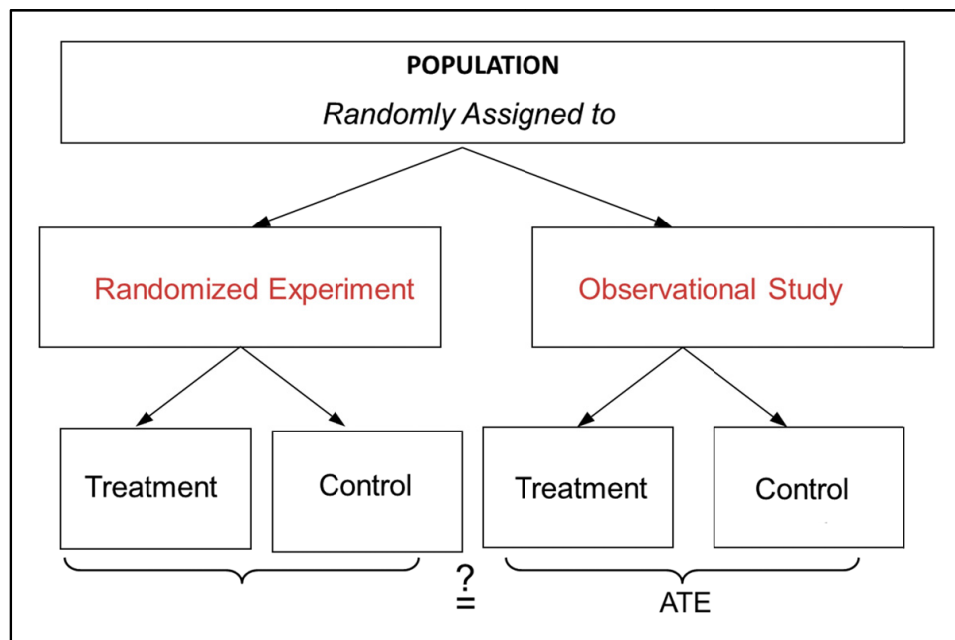 POPULATION
Randomly Assigned to
Randomized Experiment
Observational Study
Treatment
Control
Treatment
Control
?
=
ATE